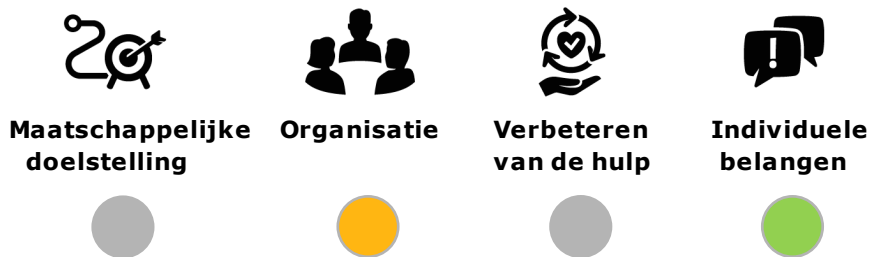 Maatschappelijke
doelstelling
Organisatie
Verbeteren
van de hulp
Individuele
belangen